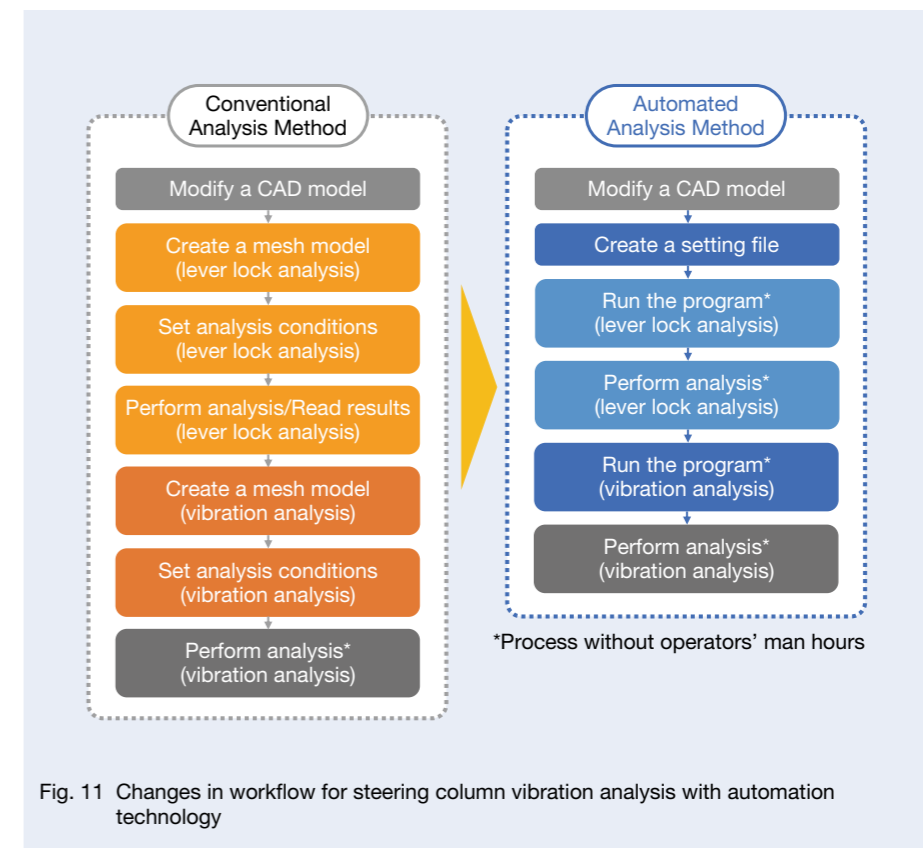 Conventional
Analysis Method
Modify a CAD model
Create a mesh model
(lever lock analysis)
Set analysis conditions
(lever lock analysis)
Perform analysis/Read results
(lever lock analysis)
Create a mesh model
(vibration analysis)
Set analysis conditions
(vibration analysis)
Perform analysis*
(vibration analysis)
Automated
Analysis Method
Modify a CAD model
Create a setting file
Run the program*
(lever lock analysis)
Perform analysis*
(lever lock analysis)
Run the program*
(vibration analysis)
Perform analysis*
(vibration analysis)
*Process without operators’ man hours
Fig. 11 Changes in workflow for steering column vibration analysis with automation
technology